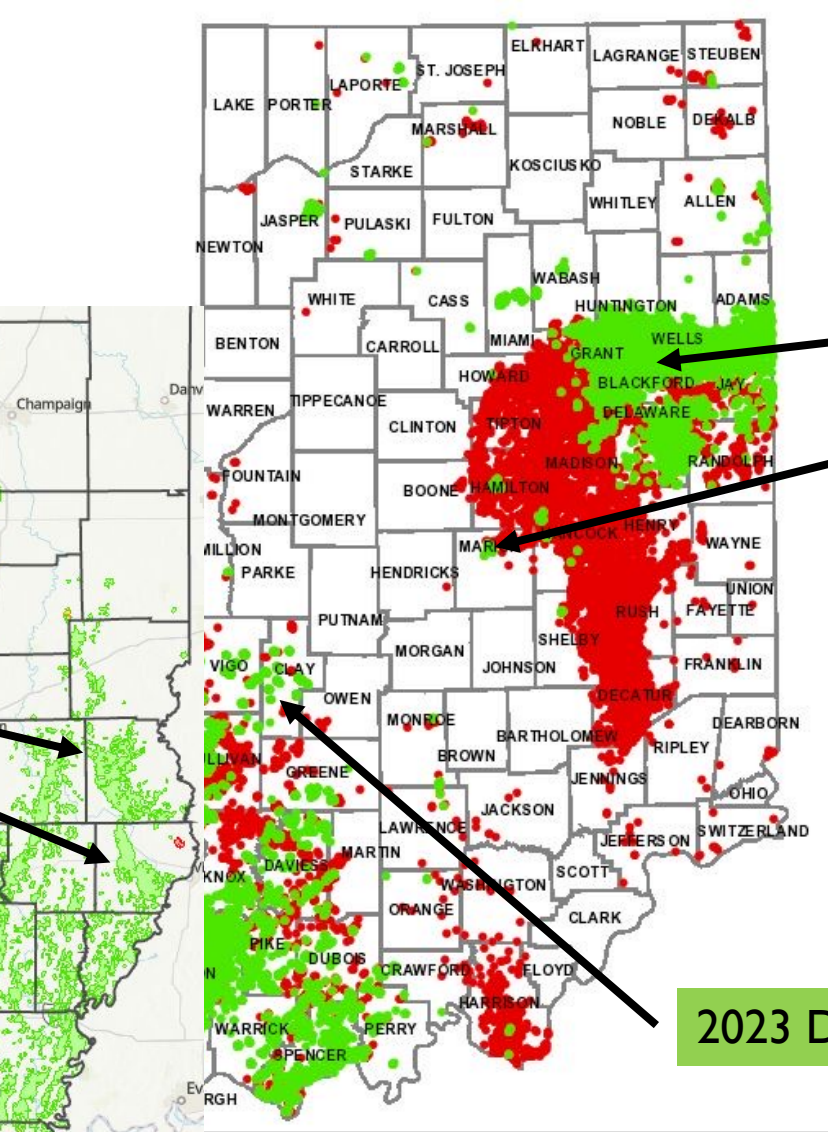 ELKHART
LAGRANGE STEUBEN
ST. JOSEPH
LAPORTE
LAKE PORTER
NOBLE DEKALB
MARSHALL
STARKE
KOSCIUSKO
WHITLEY ALLEN
JASPER PULASKI FULTON
NEWTON
WABASH
WHITE CASS
HUNTINGTON ADAMS
BENTON CARROLL MIAMI GRANT WELLS
HOWARD
BLACKFORD JAY
Champaign
WARREN TIPPECANOE
CLINTON TIPTON DELAWARE
FOUNTAIN MADISON RANDOLPH
BOONE HAMILTON
MONTGOMERY
HENRY
MILLION PARKE HENDRICKS WAYNE
UNION
PUTNAM RUSH FAYETTE
SHELBY
VIGO CLAY MORGAN JOHNSON FRANKLIN
OWEN DECATUR
MONROE DEARBORN
BARTHOLOMEW
BROWN RIPLEY
GREENE
JENNINGS
OHIO
JACKSON
LAWRENCE JEFFERSON SWITZERLAND
MARTIN
DAVIESS
KNOX WASHINGTON SCOTT
ORANGE CLARK
PIKE
DUBOIS
CRAWFORD FLOYD
HARRISON
WARRICK PERRY
SPENCER
RGH
2023 D